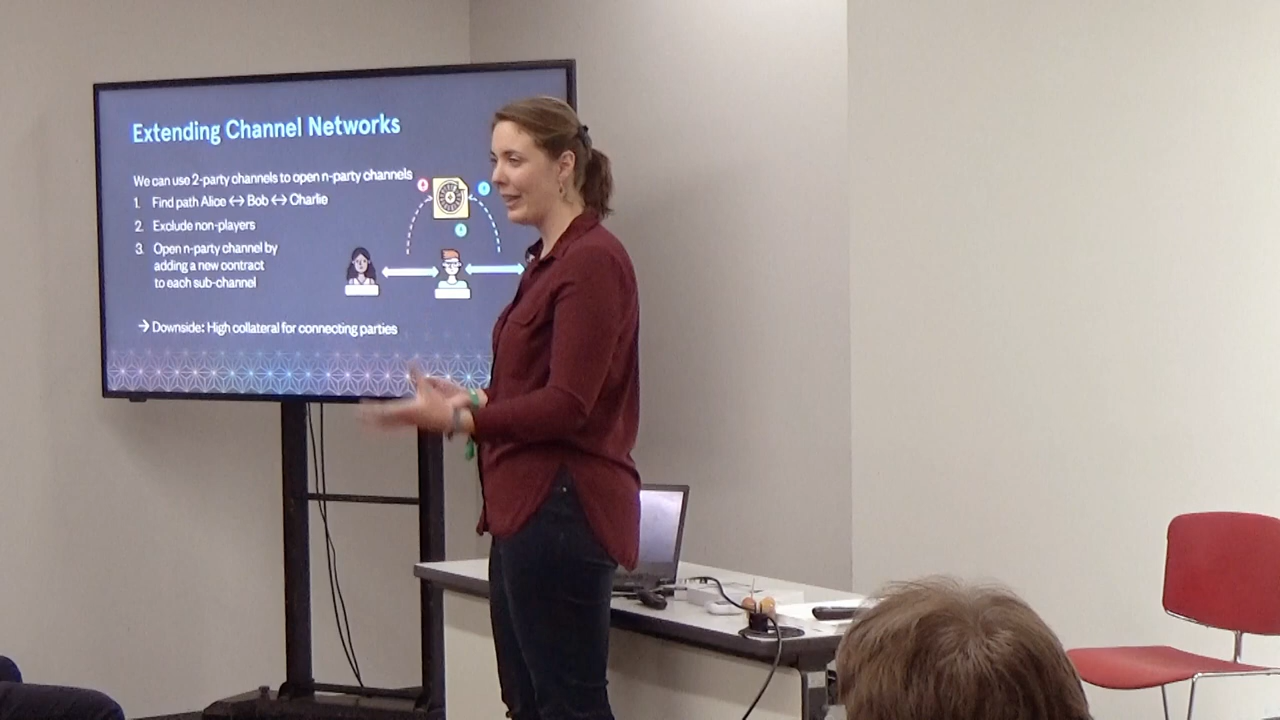 Extending Channel Networks
We can use 2-party channels to open n-party channels
1. Find path Alice ↔ Bob ↔ Charlie
2. Exclude non-players
3. Open n-party channel by
adding a new contract
to each sub-channel
→ Downside: High collateral for connecting parties